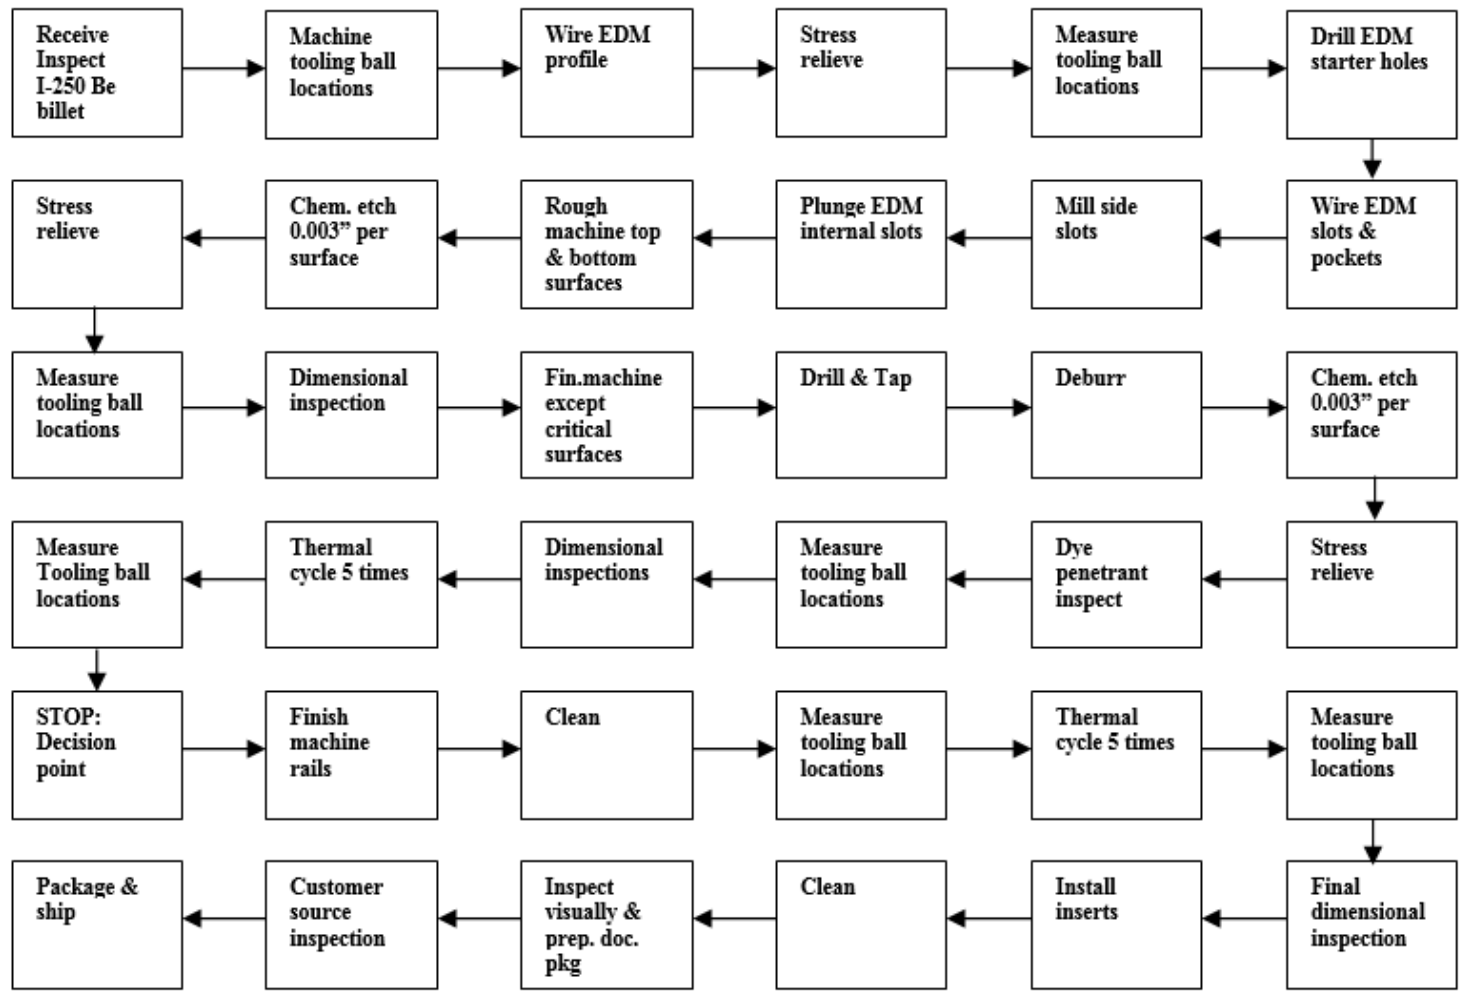 Receive
Inspect
I-250 Be
billet
Machine
tooling ball
locations
Wire EDM
profile
Stress
relieve
Measure
tooling ball
locations
Drill EDM
starter holes
Wire EDM
slots &
pockets
Mill side
slots
Plunge EDM
internal slots
Rough
machine top
& bottom
surfaces
Chem. etch
0.003” per
surface
Stress
relieve
Measure
tooling ball
locations
Dimensional
inspection
Fin.machine
except
critical
surfaces
Drill & Tap
Deburr
Chem. etch
0.003” per
surface
Stress
relieve
Dye
penetrant
inspect
Measure
tooling ball
locations
Dimensional
inspections
Thermal
cycle 5 times
Measure
Tooling ball
locations
STOP:
Decision
point
Finish
machine
rails
Clean
Measure
tooling ball
locations
Thermal
cycle 5 times
Measure
tooling ball
locations
Final
dimensional
inspection
Install
inserts
Clean
Inspect
visually &
prep. doc.
pkg
Customer
source
inspection
Package &
ship